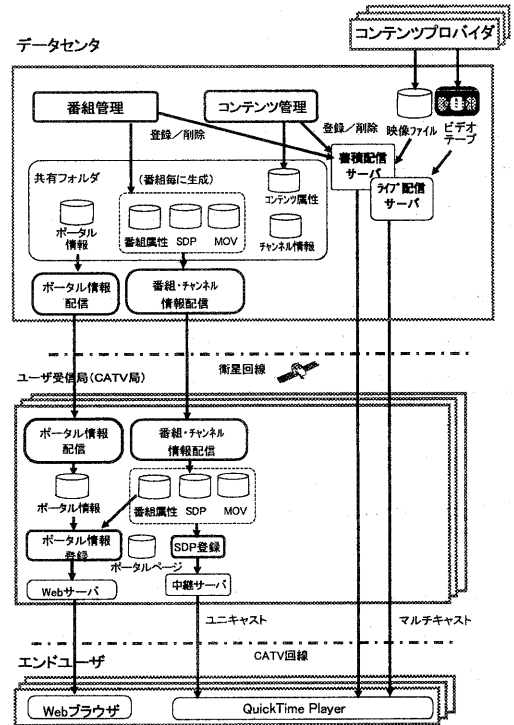 コンテンツプロバイダ
データセンタ
番組管理
コンテンツ管理
登録／削除
登録／削除
映像ファイル
ビデオ
テープ
蓄積配信
サーバ
ライブ配信
サーバ
共有フォルダ
(番組毎に生成)
コンテンツ属性
ポータル
情報
番組属性
SDP
MOV
チャンネル情報
ポータル情報
配信
番組・チャンネル
情報配信
衛星回線
ユーザ受信局(CATV局)
ポータル情報
配信
番組・チャンネル
情報配信
ポータル情報
番組属性
SDP
MOV
ポータル情報
登録
ポータルページ
SDP登録
Webサーバ
中継サーバ
ユニキャスト
マルチキャスト
CATV回線
エンドユーザ
Webブラウザ
QuickTime Player